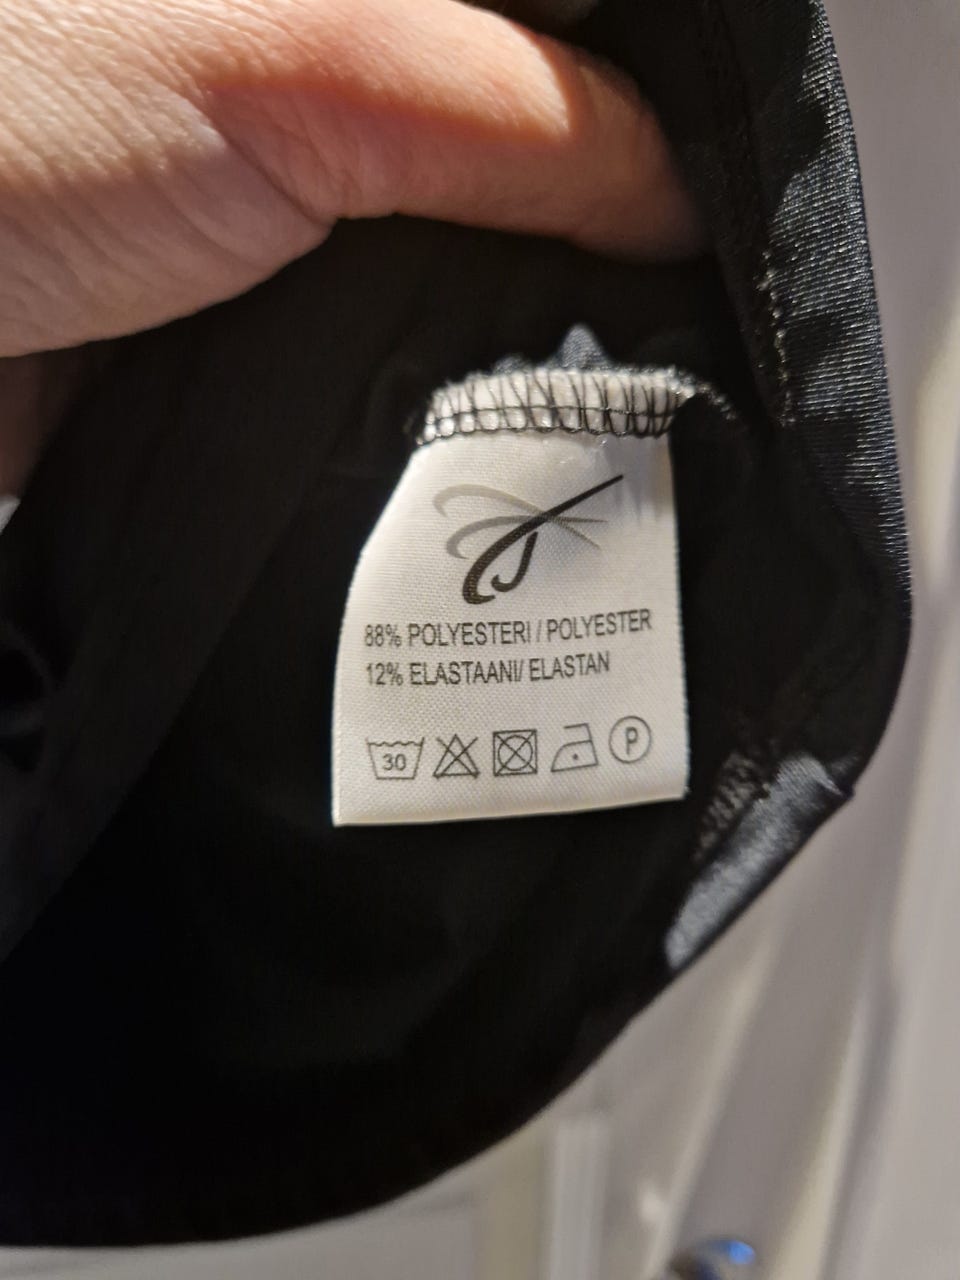 88% POLYESTERI / POLYESTER
12% ELASTAANI/ ELASTAN
30 P